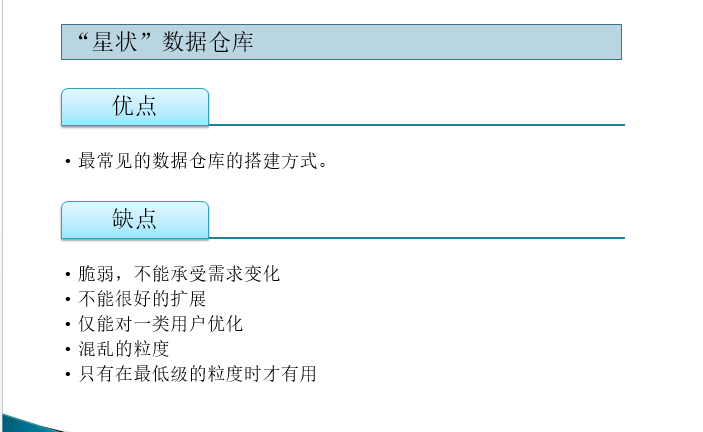 “星状”数据仓库
优点
• 最常见的数据仓库的搭建方式。
缺点
• 脆弱，不能承受需求变化
• 不能很好的扩展
• 仅能对一类用户优化
• 混乱的粒度
• 只有在最低级的粒度时才有用